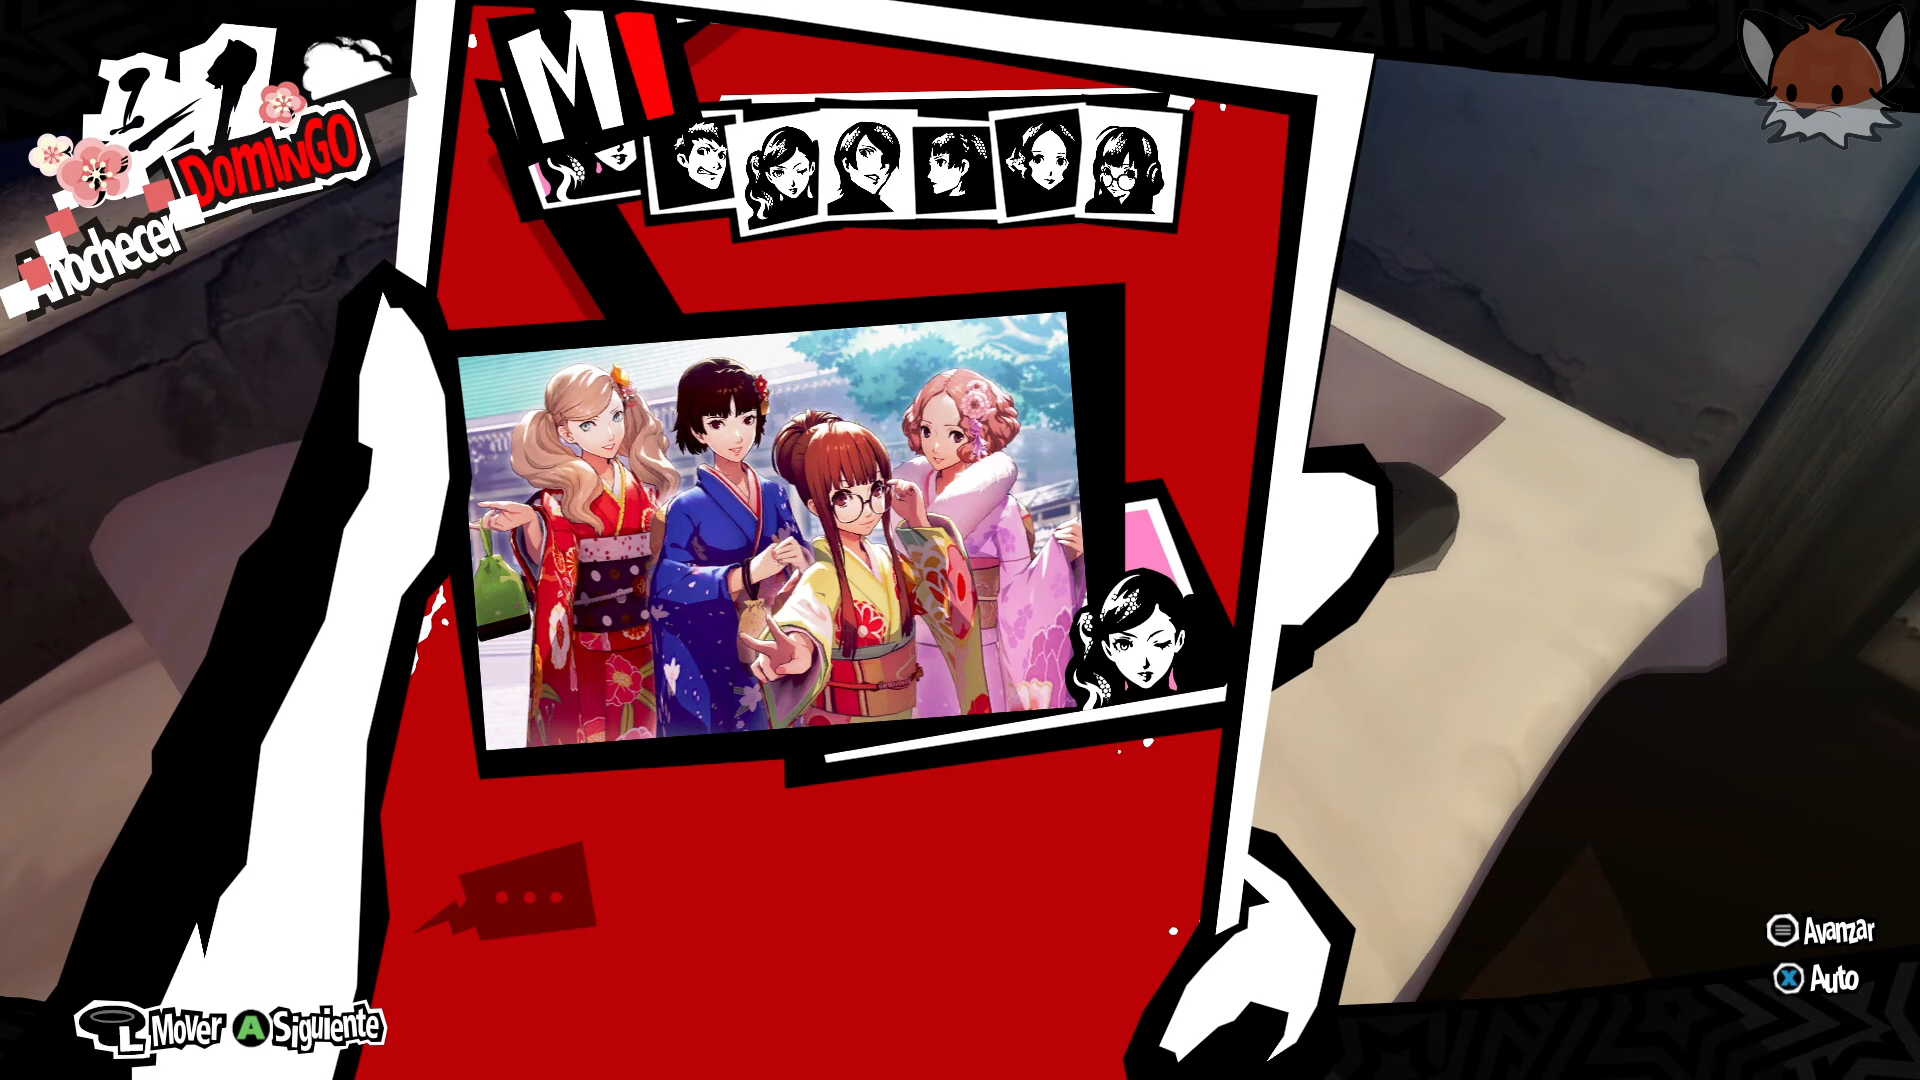 1/1
DOMINGO
Anochecer
M
...
Avanzar
X Auto
L Mover A Siguiente